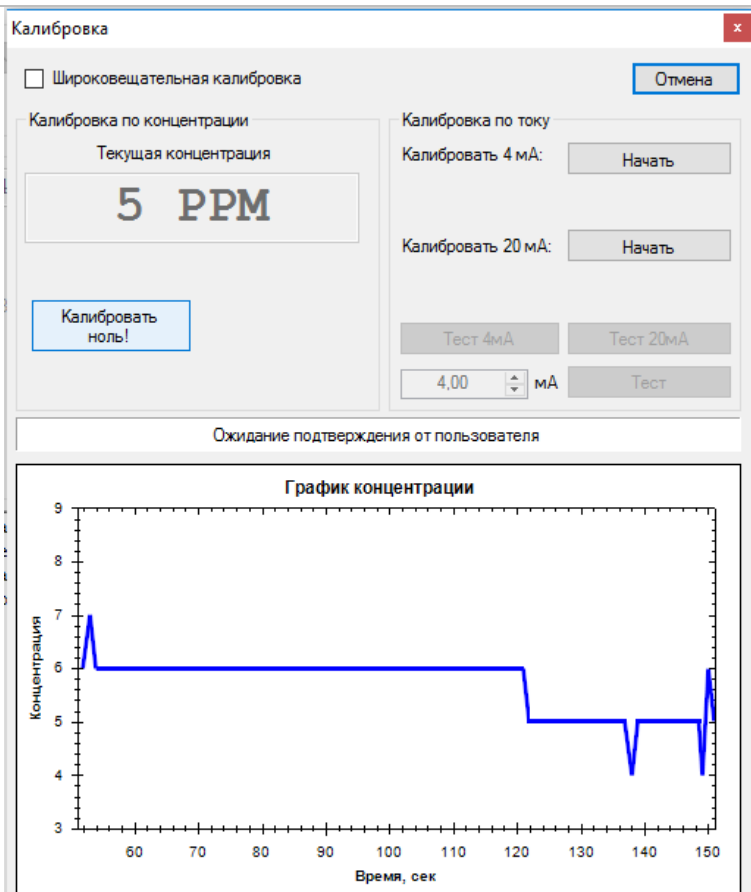 Калибровка
x
Широковещательная калибровка
Отмена
Калибровка по концентрации
Текущая концентрация
5 PPM
Калибровать
ноль!
Калибровка по току
Калибровать 4 мА:
Начать
Калибровать 20 мА:
Начать
Тест 4мА
Тест 20мА
4,00
мА
Тест
Ожидание подтверждения от пользователя
График концентрации
Концентрация
9
8
7
6
5
4
3
60 70 80 90 100 110 120 130 140 150
Время, сек